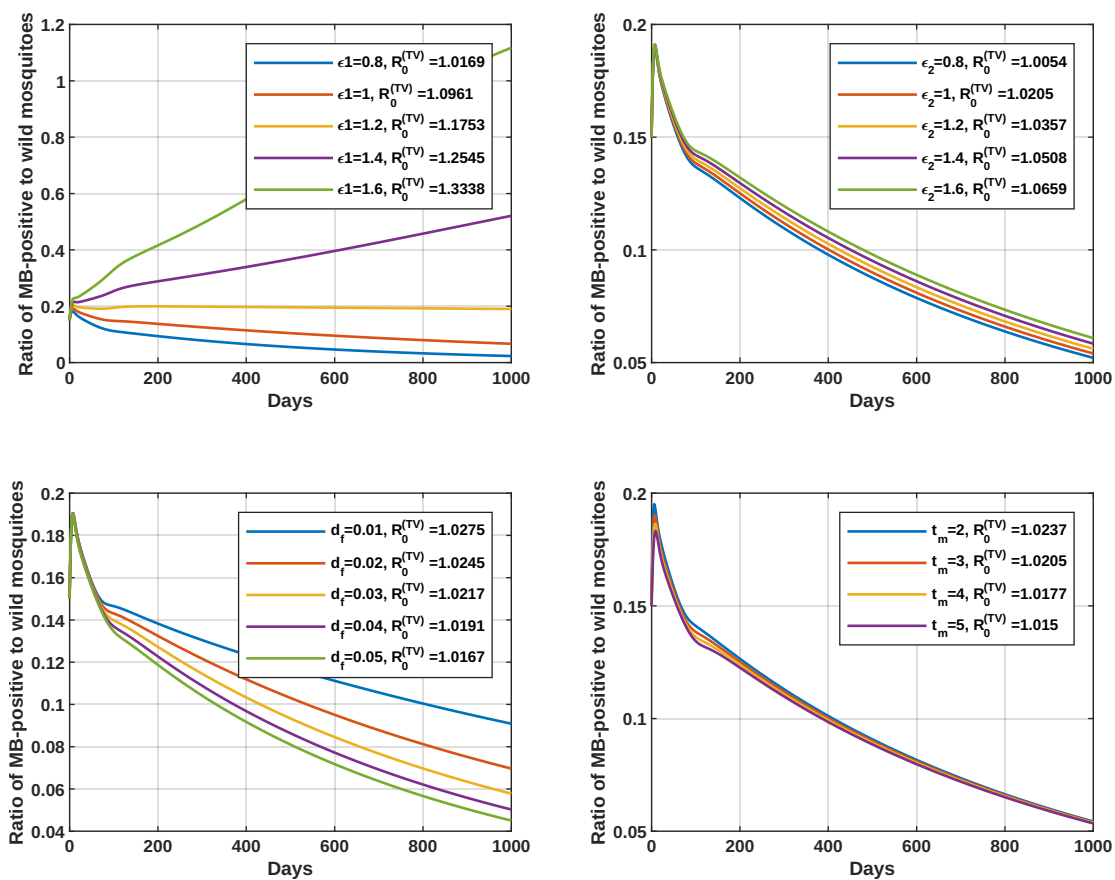 Ratio of MB-positive to wild mosquitoes
1.2
1
0.8
0.6
0.4
0.2
0
ϵ1=0.8, R₀^(TV) =1.0169
ϵ1=1, R₀^(TV) =1.0961
ϵ1=1.2, R₀^(TV) =1.1753
ϵ1=1.4, R₀^(TV) =1.2545
ϵ1=1.6, R₀^(TV) =1.3338
0 200 400 600 800 1000
Days
Ratio of MB-positive to wild mosquitoes
0.2
0.15
0.1
0.05
ϵ₂=0.8, R₀^(TV) =1.0054
ϵ₂=1, R₀^(TV) =1.0205
ϵ₂=1.2, R₀^(TV) =1.0357
ϵ₂=1.4, R₀^(TV) =1.0508
ϵ₂=1.6, R₀^(TV) =1.0659
0 200 400 600 800 1000
Days
Ratio of MB-positive to wild mosquitoes
0.2
0.18
0.16
0.14
0.12
0.1
0.08
0.06
0.04
d_f=0.01, R₀^(TV) =1.0275
d_f=0.02, R₀^(TV) =1.0245
d_f=0.03, R₀^(TV) =1.0217
d_f=0.04, R₀^(TV) =1.0191
d_f=0.05, R₀^(TV) =1.0167
0 200 400 600 800 1000
Days
Ratio of MB-positive to wild mosquitoes
0.2
0.15
0.1
0.05
t_m=2, R₀^(TV) =1.0237
t_m=3, R₀^(TV) =1.0205
t_m=4, R₀^(TV) =1.0177
t_m=5, R₀^(TV) =1.015
0 200 400 600 800 1000
Days